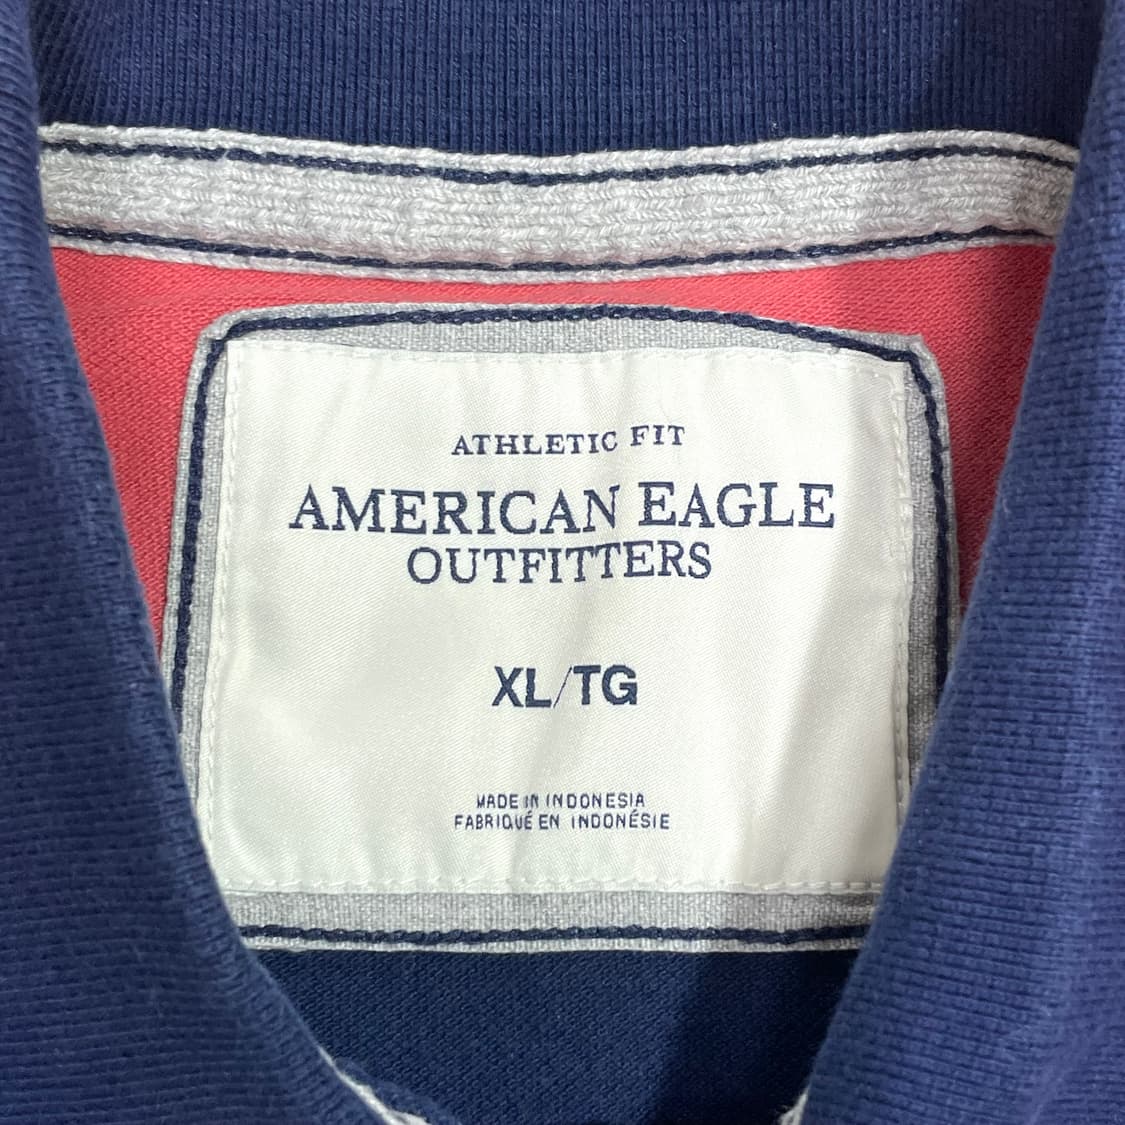 ATHLETIC FIT
AMERICAN EAGLE
OUTFITTERS
XL/TG
MADE IN INDONESIA
FABRIQUÉ EN INDONÉSIE